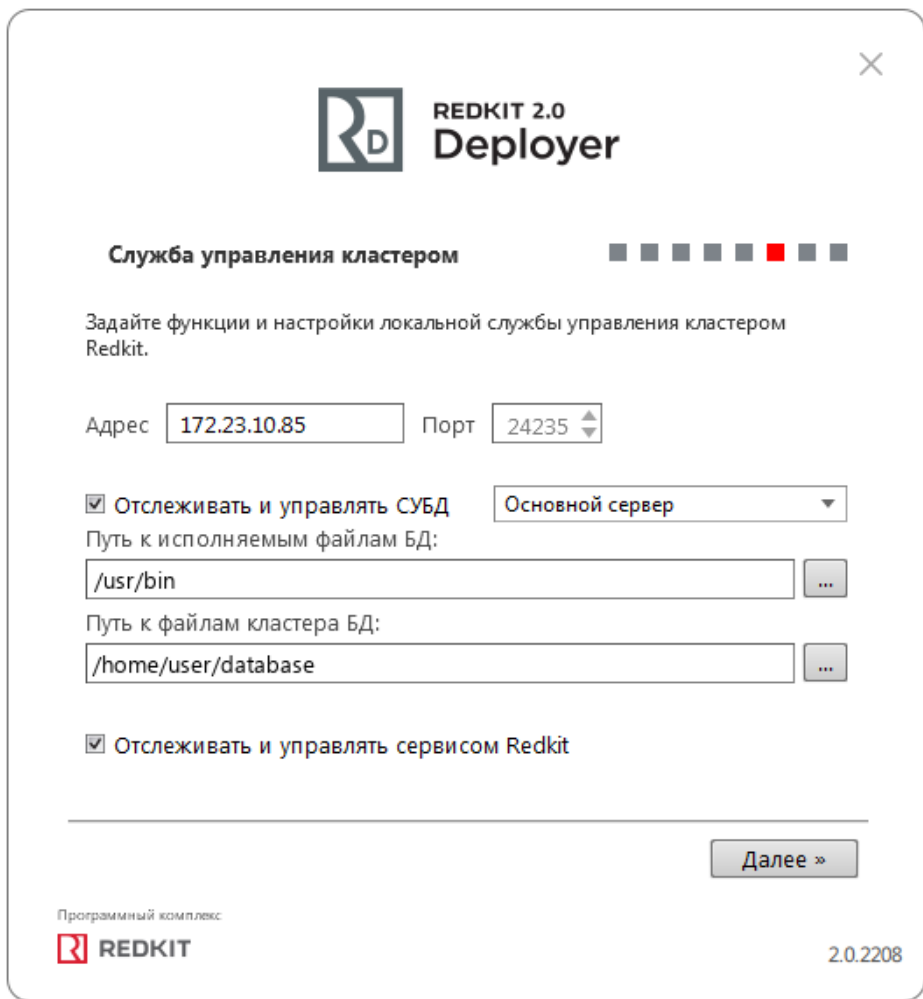 REDKIT 2.0
Deployer
Служба управления кластером
Задайте функции и настройки локальной службы управления кластером
Redkit.
Адрес 172.23.10.85 Порт 24235
Отслеживать и управлять СУБД Основной сервер
Путь к исполняемым файлам БД:
/usr/bin ...
Путь к файлам кластера БД:
/home/user/database ...
Отслеживать и управлять сервисом Redkit
Далее »
Программный комплекс
REDKIT
2.0.2208